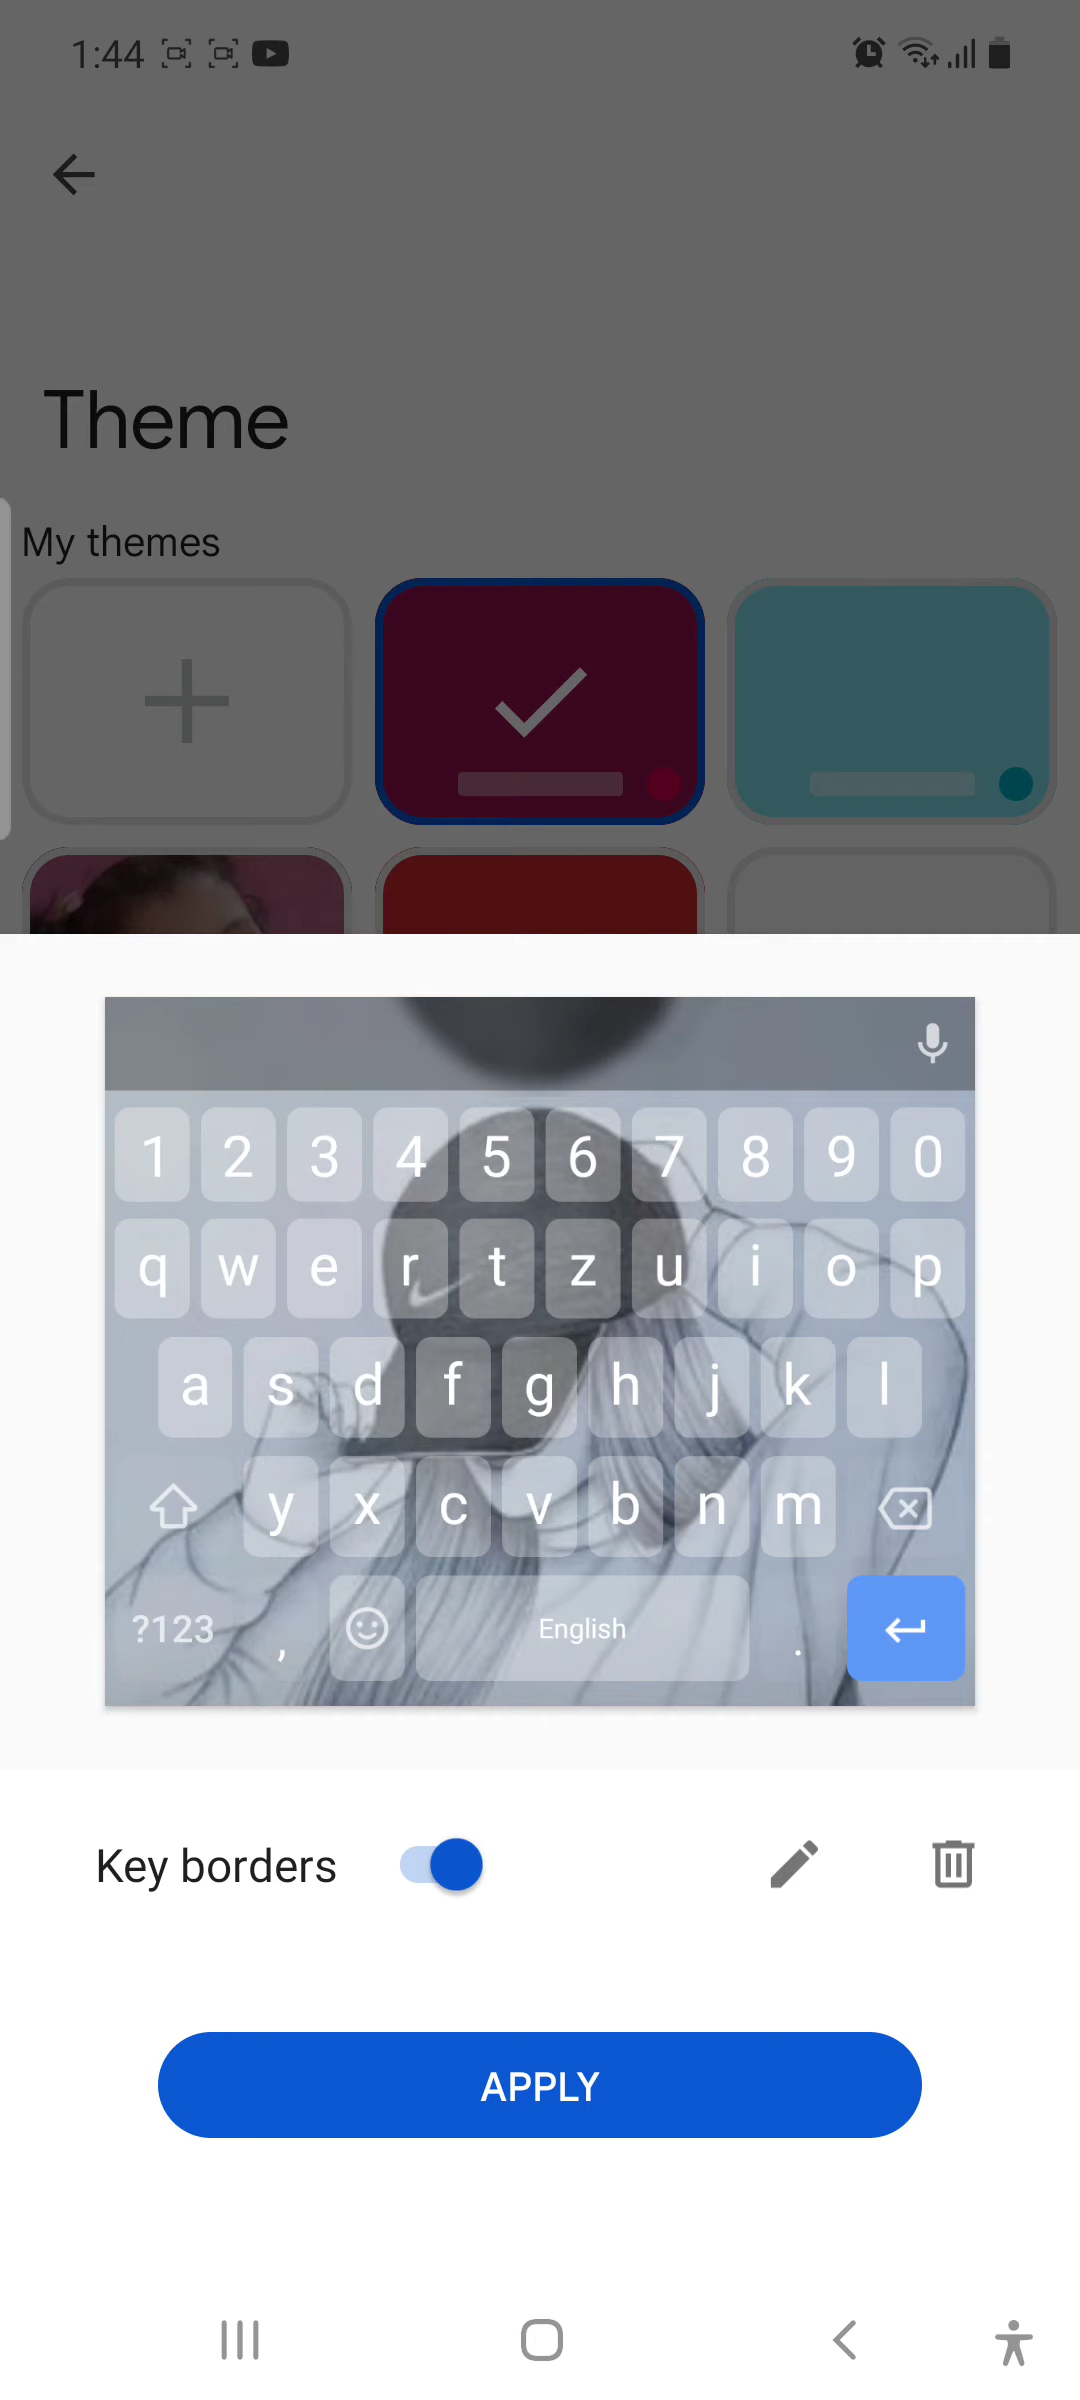 1:44
Theme
My themes
1 2 3 4 5 6 7 8 9 0
q w e r t z u i o p
a s d f g h j k l
y x c v b n m
?123 , English .
Key borders
APPLY